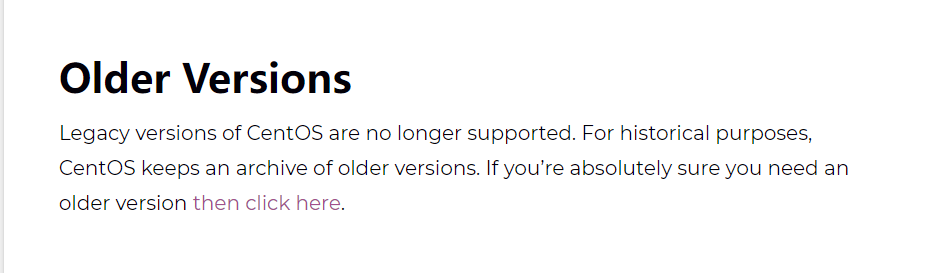 Older Versions
Legacy versions of CentOS are no longer supported. For historical purposes,
CentOS keeps an archive of older versions. If you’re absolutely sure you need an
older version then click here.